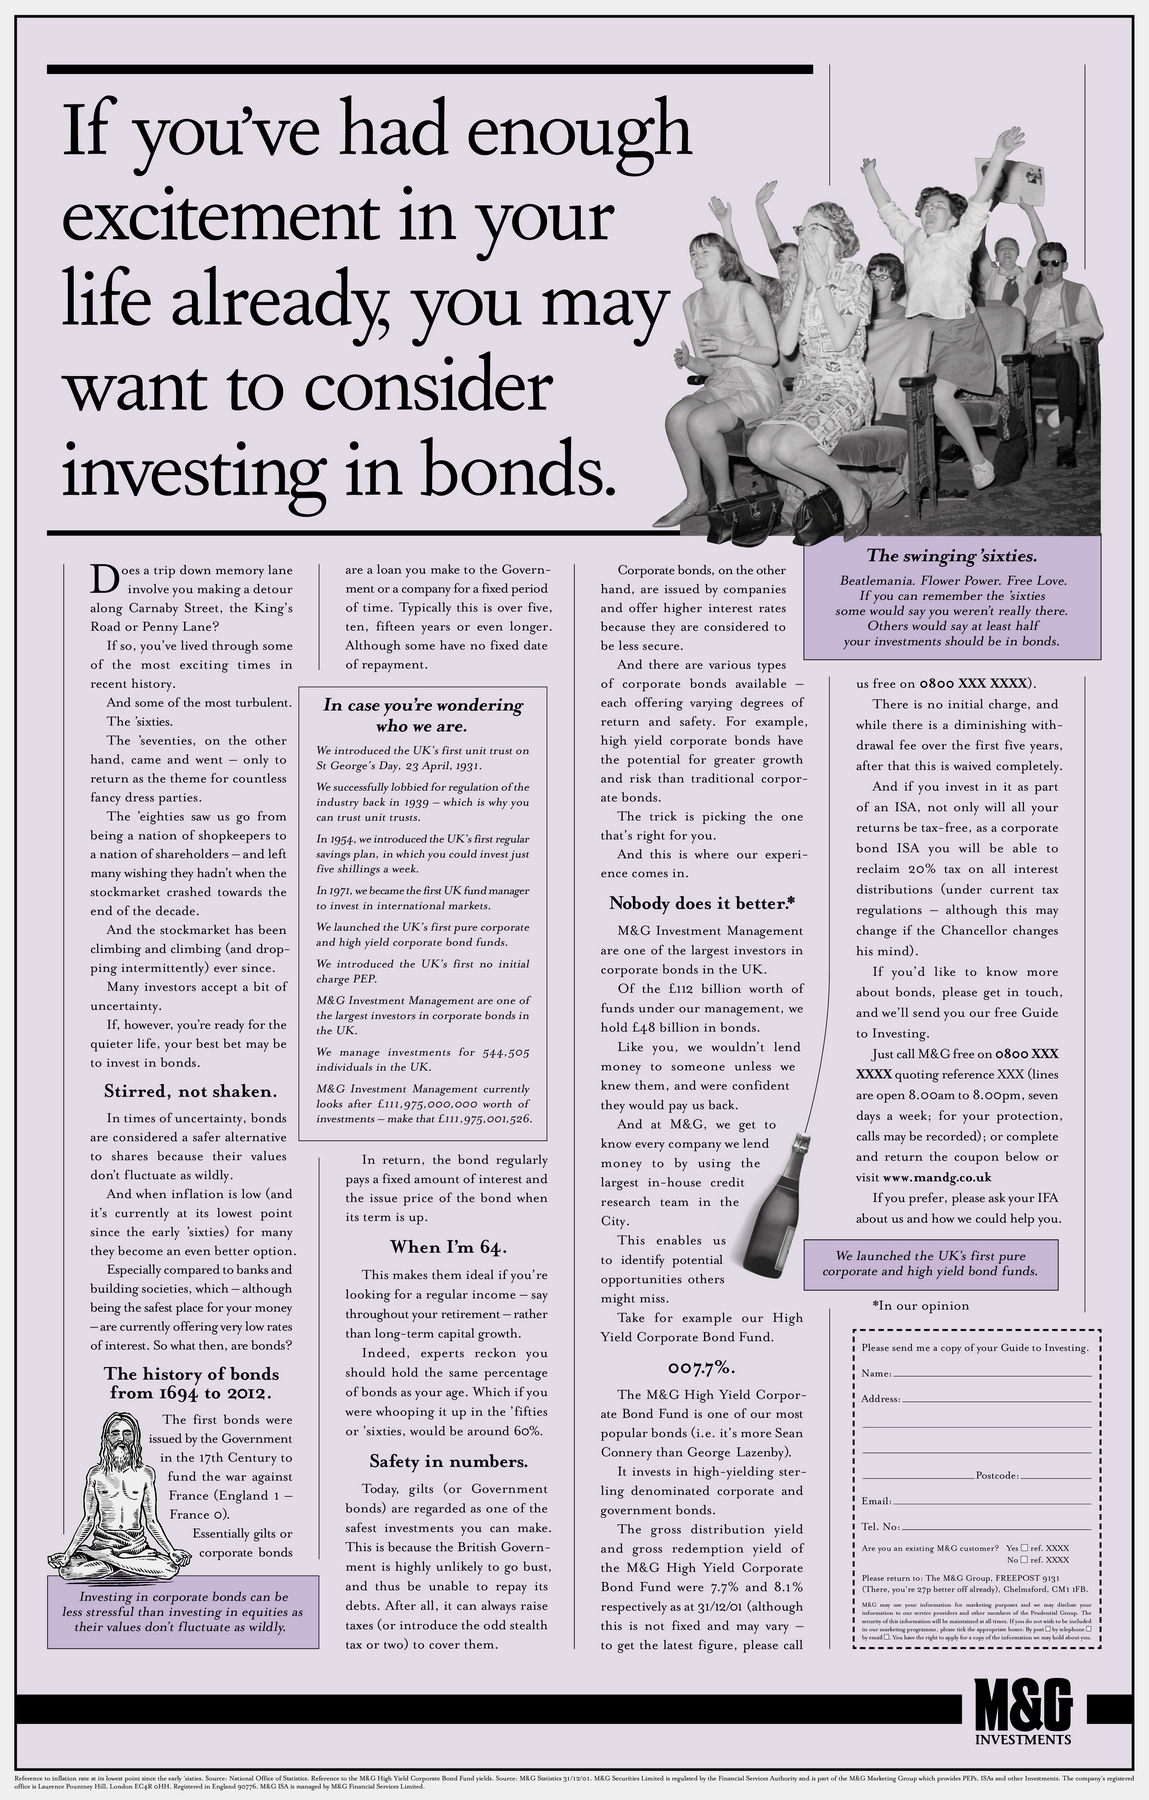 If you’ve had enough
excitement in your
life already, you may
want to consider
investing in bonds.
The swinging ’sixties.
Beatlemania. Flower Power. Free Love.
If you can remember the ’sixties
some would say you weren’t really there.
Others would say at least half
your investments should be in bonds.
Does a trip down memory lane
involve you making a detour
along Carnaby Street, the King’s
Road or Penny Lane?
If so, you’ve lived through some
of the most exciting times in
recent history.
And some of the most turbulent.
The ’sixties.
The ’seventies, on the other
hand, came and went – only to
return as the theme for countless
fancy dress parties.
The ’eighties saw us go from
being a nation of shopkeepers to
a nation of shareholders – and left
many wishing they hadn’t when the
stockmarket crashed towards the
end of the decade.
And the stockmarket has been
climbing and climbing (and drop-
ping intermittently) ever since.
Many investors accept a bit of
uncertainty.
If, however, you’re ready for the
quieter life, your best bet may be
to invest in bonds.
Stirred, not shaken.
In times of uncertainty, bonds
are considered a safer alternative
to shares because their values
don’t fluctuate as wildly.
And when inflation is low (and
it’s currently at its lowest point
since the early ’sixties) for many
they become an even better option.
Especially compared to banks and
building societies, which – although
being the safest place for your money
– are currently offering very low rates
of interest. So what then, are bonds?
The history of bonds
from 1694 to 2012.
The first bonds were
issued by the Government
in the 17th Century to
fund the war against
France (England 1 –
France 0).
Essentially gilts or
corporate bonds
Investing in corporate bonds can be
less stressful than investing in equities as
their values don’t fluctuate as wildly.
are a loan you make to the Govern-
ment or a company for a fixed period
of time. Typically this is over five,
ten, fifteen years or even longer.
Although some have no fixed date
of repayment.
In case you’re wondering
who we are.
We introduced the UK’s first unit trust on
St George’s Day, 23 April, 1931.
We successfully lobbied for regulation of the
industry back in 1939 – which is why you
can trust unit trusts.
In 1954, we introduced the UK’s first regular
savings plan, in which you could invest just
five shillings a week.
In 1971, we became the first UK fund manager
to invest in international markets.
We launched the UK’s first pure corporate
and high yield corporate bond funds.
We introduced the UK’s first no initial
charge PEP.
M&G Investment Management are one of
the largest investors in corporate bonds in
the UK.
We manage investments for 544,505
individuals in the UK.
M&G Investment Management currently
looks after £111,975,000,000 worth of
investments – make that £111,975,001,526.
In return, the bond regularly
pays a fixed amount of interest and
the issue price of the bond when
its term is up.
When I’m 64.
This makes them ideal if you’re
looking for a regular income – say
throughout your retirement – rather
than long-term capital growth.
Indeed, experts reckon you
should hold the same percentage
of bonds as your age. Which if you
were whooping it up in the ’fifties
or ’sixties, would be around 60%.
Safety in numbers.
Today, gilts (or Government
bonds) are regarded as one of the
safest investments you can make.
This is because the British Govern-
ment is highly unlikely to go bust,
and thus be unable to repay its
debts. After all, it can always raise
taxes (or introduce the odd stealth
tax or two) to cover them.
Corporate bonds, on the other
hand, are issued by companies
and offer higher interest rates
because they are considered to
be less secure.
And there are various types
of corporate bonds available –
each offering varying degrees of
return and safety. For example,
high yield corporate bonds have
the potential for greater growth
and risk than traditional corpor-
ate bonds.
The trick is picking the one
that’s right for you.
And this is where our experi-
ence comes in.
Nobody does it better.*
M&G Investment Management
are one of the largest investors in
corporate bonds in the UK.
Of the £112 billion worth of
funds under our management, we
hold £48 billion in bonds.
Like you, we wouldn’t lend
money to someone unless we
knew them, and were confident
they would pay us back.
And at M&G, we get to
know every company we lend
money to by using the
largest in-house credit
research team in the
City.
This enables us
to identify potential
opportunities others
might miss.
Take for example our High
Yield Corporate Bond Fund.
007.7%.
The M&G High Yield Corpor-
ate Bond Fund is one of our most
popular bonds (i.e. it’s more Sean
Connery than George Lazenby).
It invests in high-yielding ster-
ling denominated corporate and
government bonds.
The gross distribution yield
and gross redemption yield of
the M&G High Yield Corporate
Bond Fund were 7.7% and 8.1%
respectively as at 31/12/01 (although
this is not fixed and may vary –
to get the latest figure, please call
us free on 0800 XXX XXXX).
There is no initial charge, and
while there is a diminishing with-
drawal fee over the first five years,
after that this is waived completely.
And if you invest in it as part
of an ISA, not only will all your
returns be tax-free, as a corporate
bond ISA you will be able to
reclaim 20% tax on all interest
distributions (under current tax
regulations – although this may
change if the Chancellor changes
his mind).
If you’d like to know more
about bonds, please get in touch,
and we’ll send you our free Guide
to Investing.
Just call M&G free on 0800 XXX
XXXX quoting reference XXX (lines
are open 8.00am to 8.00pm, seven
days a week; for your protection,
calls may be recorded); or complete
and return the coupon below or
visit www.mandg.co.uk
If you prefer, please ask your IFA
about us and how we could help you.
We launched the UK’s first pure
corporate and high yield bond funds.
*In our opinion
Please send me a copy of your Guide to Investing.
Name:
Address:
Postcode:
Email:
Tel. No:
Are you an existing M&G customer? Yes ☐ ref. XXXX
No ☐ ref. XXXX
Please return to: The M&G Group, FREEPOST 9131
(There, you’re 27p better off already), Chelmsford, CM1 1FB.
M&G may use your information for marketing purposes and we may disclose your
information to our service providers and other members of the Prudential Group. The
security of this information will be maintained at all times. If you do not wish to be included
in our marketing programme, please tick the appropriate boxes: By post ☐ by telephone ☐
by email ☐. You have the right to apply for a copy of the information we may hold about you.
M&G
INVESTMENTS
Reference to inflation rate at its lowest point since the early ’sixties. Source: National Office of Statistics. Reference to the M&G High Yield Corporate Bond Fund yields. Source: M&G Statistics 31/12/01. M&G Securities Limited is regulated by the Financial Services Authority and is part of the M&G Marketing Group which provides PEPs, ISAs and other Investments. The company’s registered
office is Laurence Pountney Hill, London EC4R 0HH. Registered in England 90776. M&G ISA is managed by M&G Financial Services Limited.